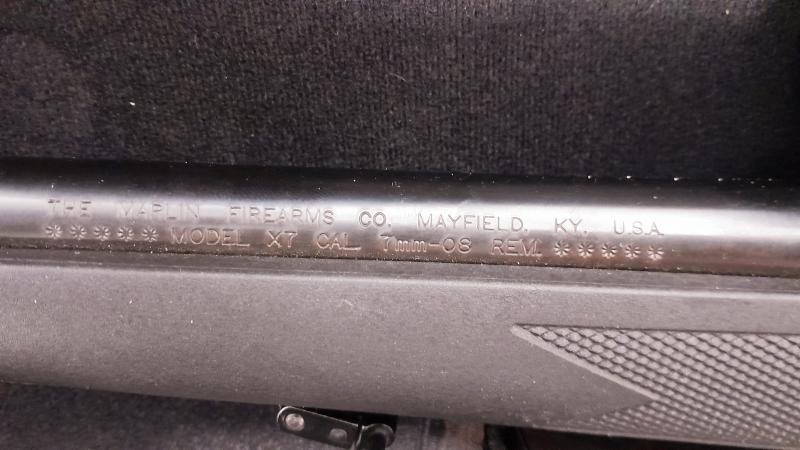 THE MARLIN FIREARMS CO. MAYFIELD, KY. U.S.A.
***** MODEL X7 CAL. 7mm-08 REM. *****